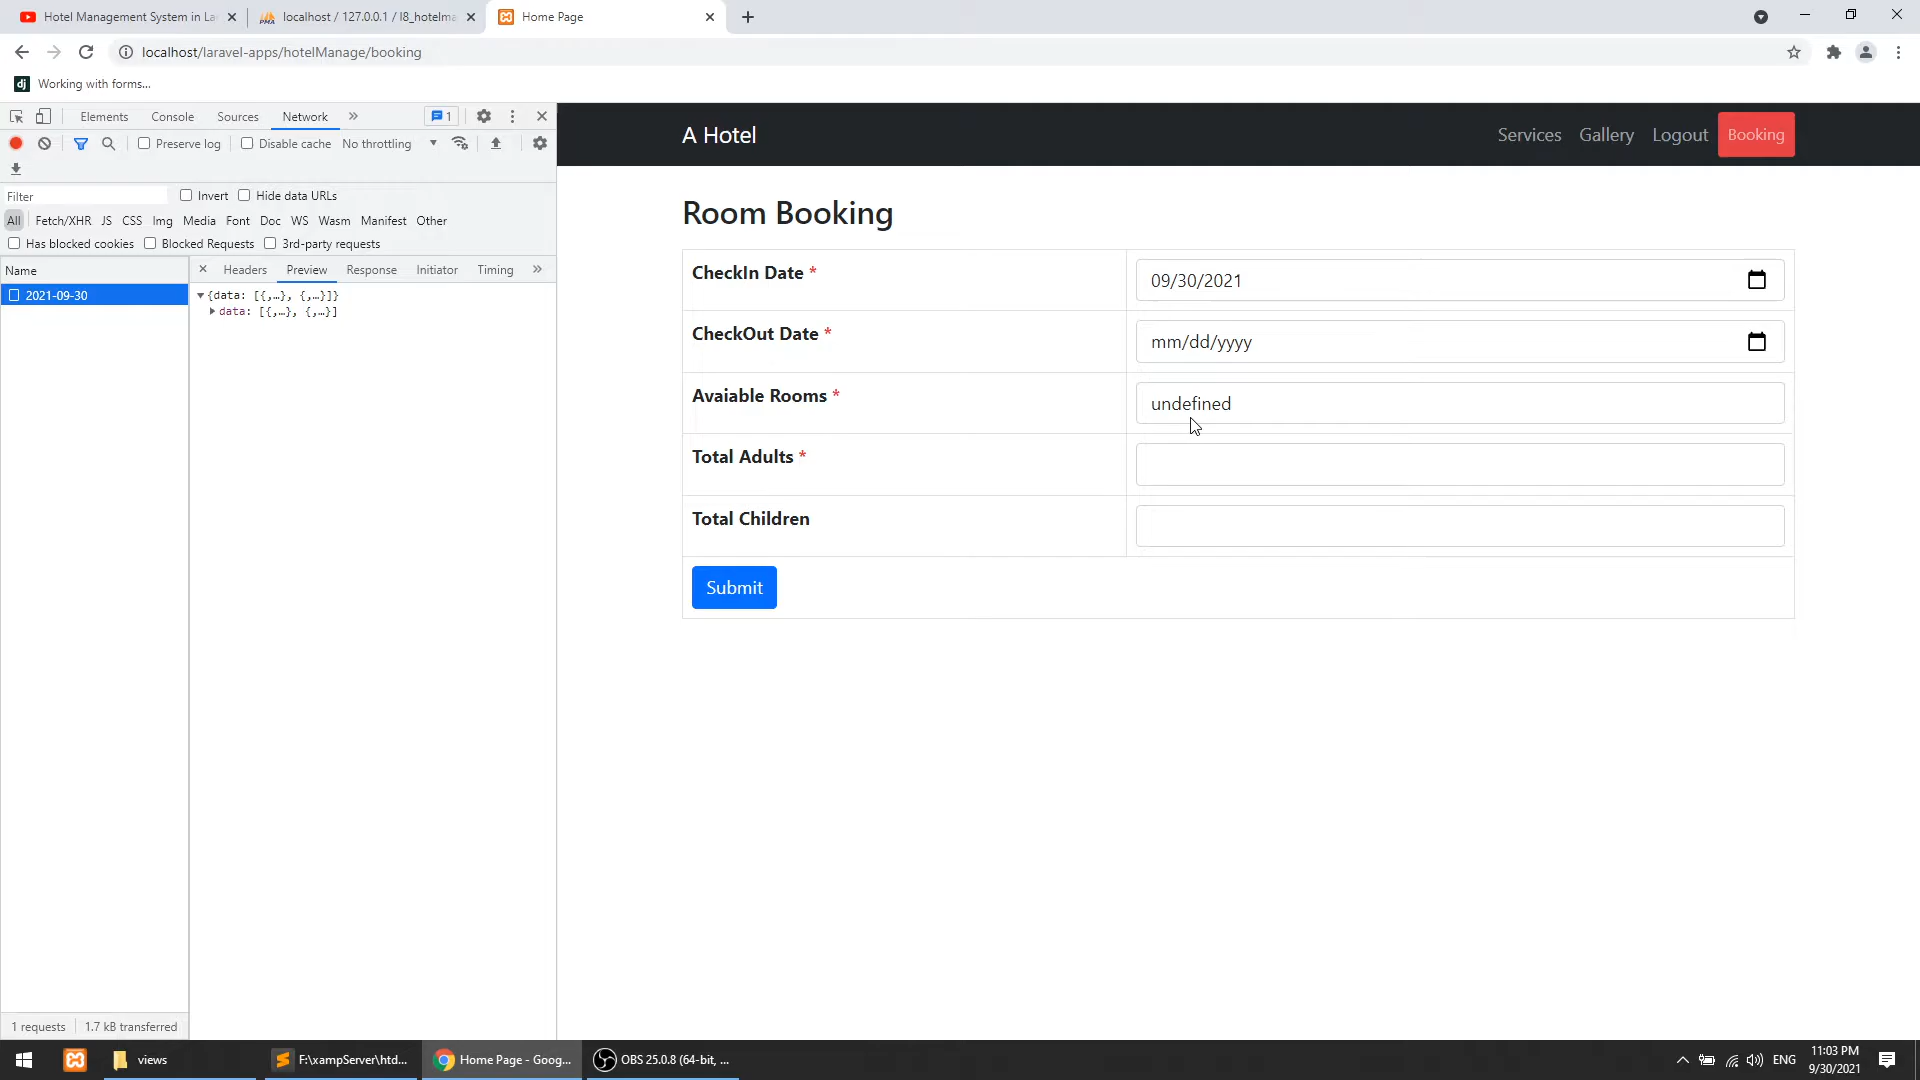 Hotel Management System in La
localhost / 127.0.0.1 / l8_hotelma
Home Page
localhost/laravel-apps/hotelManage/booking
dj Working with forms...
Elements Console Sources Network » 1
Preserve log Disable cache No throttling
Filter Invert Hide data URLs
All Fetch/XHR JS CSS Img Media Font Doc WS Wasm Manifest Other
Has blocked cookies Blocked Requests 3rd-party requests
Name
Headers Preview Response Initiator Timing »
2021-09-30
▼{data: [{,…}, {,…}]}
▶data: [{,…}, {,…}]
1 requests 1.7 kB transferred
A Hotel Services Gallery Logout Booking
Room Booking
CheckIn Date * 09/30/2021
CheckOut Date * mm/dd/yyyy
Avaiable Rooms * undefined
Total Adults *
Total Children
Submit
views
F:\xampServer\htd...
Home Page - Goog...
OBS 25.0.8 (64-bit, ...
ENG
11:03 PM
9/30/2021